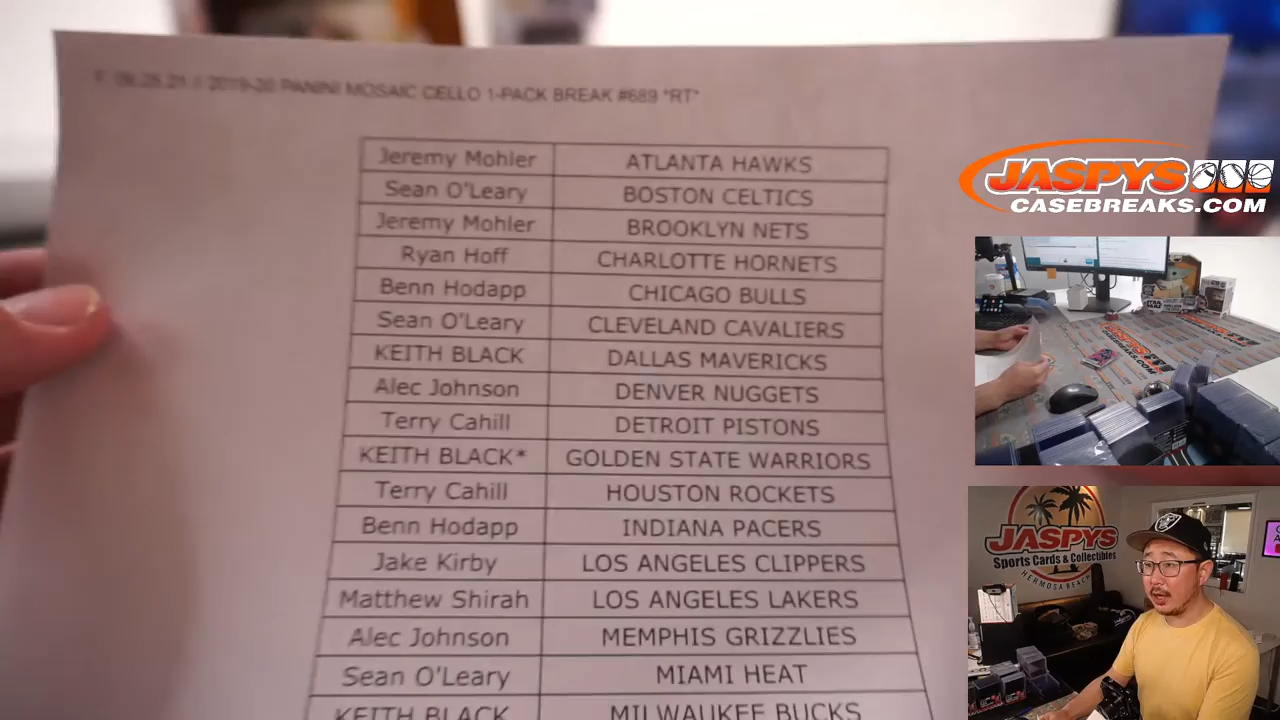 2019-20 PANINI MOSAIC CELLO 1-PACK BREAK #689 "RT"
Jeremy Mohler ATLANTA HAWKS
Sean O'Leary BOSTON CELTICS
Jeremy Mohler BROOKLYN NETS
Ryan Hoff CHARLOTTE HORNETS
Benn Hodapp CHICAGO BULLS
Sean O'Leary CLEVELAND CAVALIERS
KEITH BLACK DALLAS MAVERICKS
Alec Johnson DENVER NUGGETS
Terry Cahill DETROIT PISTONS
KEITH BLACK* GOLDEN STATE WARRIORS
Terry Cahill HOUSTON ROCKETS
Benn Hodapp INDIANA PACERS
Jake Kirby LOS ANGELES CLIPPERS
Matthew Shirah LOS ANGELES LAKERS
Alec Johnson MEMPHIS GRIZZLIES
Sean O'Leary MIAMI HEAT
KEITH BLACK MILWAUKEE BUCKS
JASPYS
CASEBREAKS.COM
JASPYS
Sports Cards & Collectibles
HERMOSA BEACH